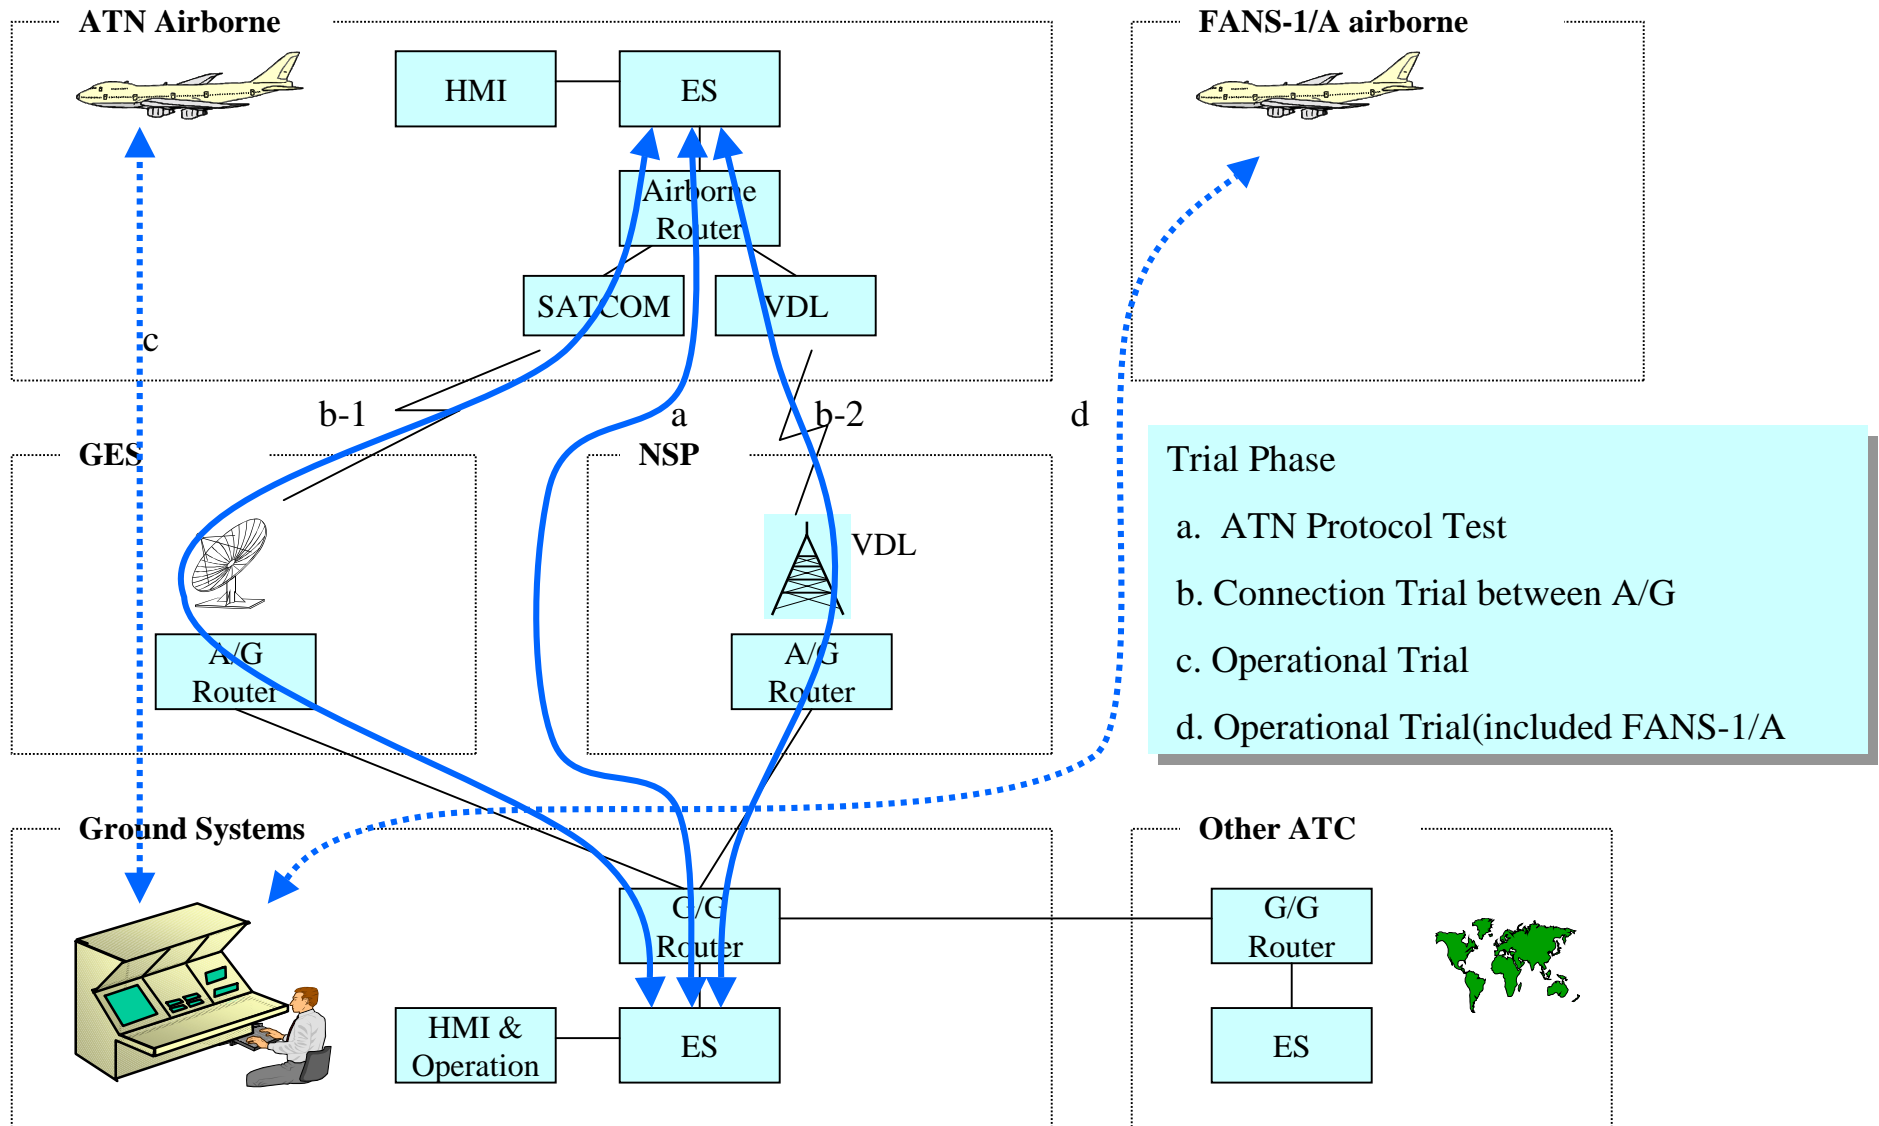 ATN Airborne
FANS-1/A airborne
HMI
ES
Airborne
Router
SATCOM
VDL
c
b-1
a
b-2
d
GES
NSP
Trial Phase
a. ATN Protocol Test
b. Connection Trial between A/G
c. Operational Trial
d. Operational Trial(included FANS-1/A
VDL
A/G
Router
A/G
Router
Ground Systems
Other ATC
G/G
Router
G/G
Router
HMI &
Operation
ES
ES